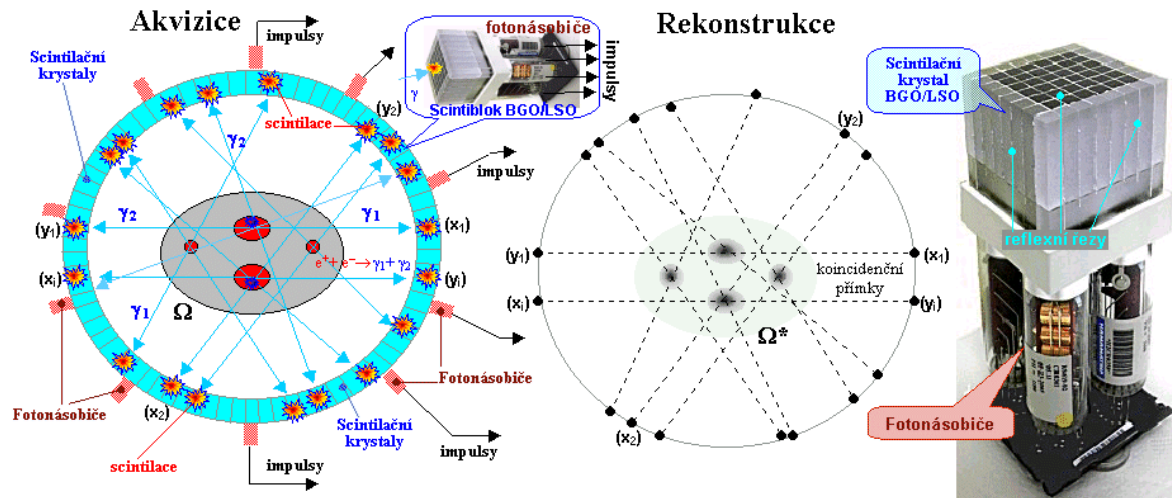 Akvizice
impulsy
Scintilační
krystaly
γ
fotonásobiče
impulsy
Scintiblok BGO/LSO
(y₂)
scintilace
γ₂
impulsy
γ₂
γ₁
(y₁)
(x₁)
e⁺+e⁻→γ₁+γ₂
(xᵢ)
(yᵢ)
Ω
γ₁
Fotonásobiče
Fotonásobiče
(x₂)
Scintilační
krystaly
impulsy
scintilace
impulsy
Rekonstrukce
(y₂)
(y₁)
(x₁)
koincidenční
přímky
(xᵢ)
(yᵢ)
Ω*
(x₂)
Scintilační
krystal
BGO/LSO
reflexní řezy
Fotonásobiče